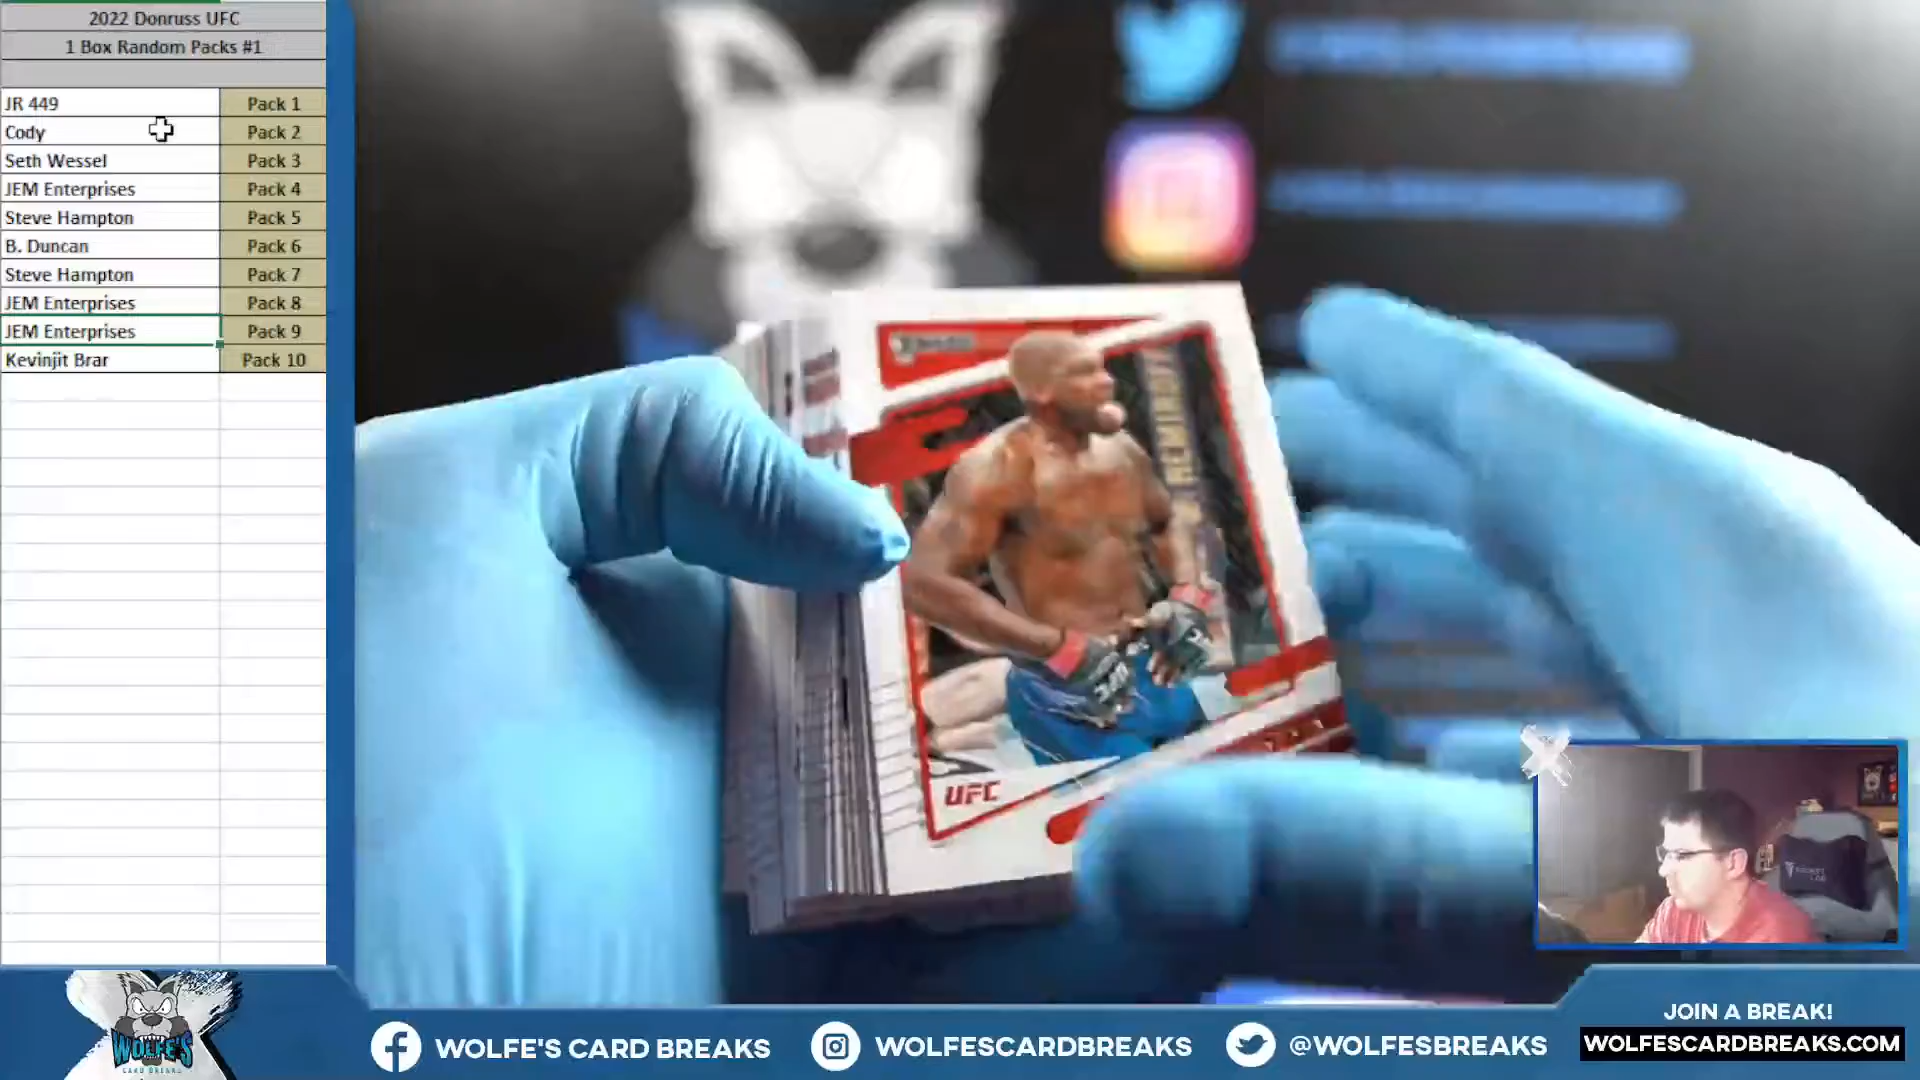 2022 Donruss UFC
1 Box Random Packs #1
JR 449 Pack 1
Cody Pack 2
Seth Wessel Pack 3
JEM Enterprises Pack 4
Steve Hampton Pack 5
B. Duncan Pack 6
Steve Hampton Pack 7
JEM Enterprises Pack 8
JEM Enterprises Pack 9
Kevinjit Brar Pack 10
UFC
WOLFE'S
CARD BREAKS
WOLFE'S CARD BREAKS
WOLFESCARDBREAKS
@WOLFESBREAKS
JOIN A BREAK!
WOLFESCARDBREAKS.COM